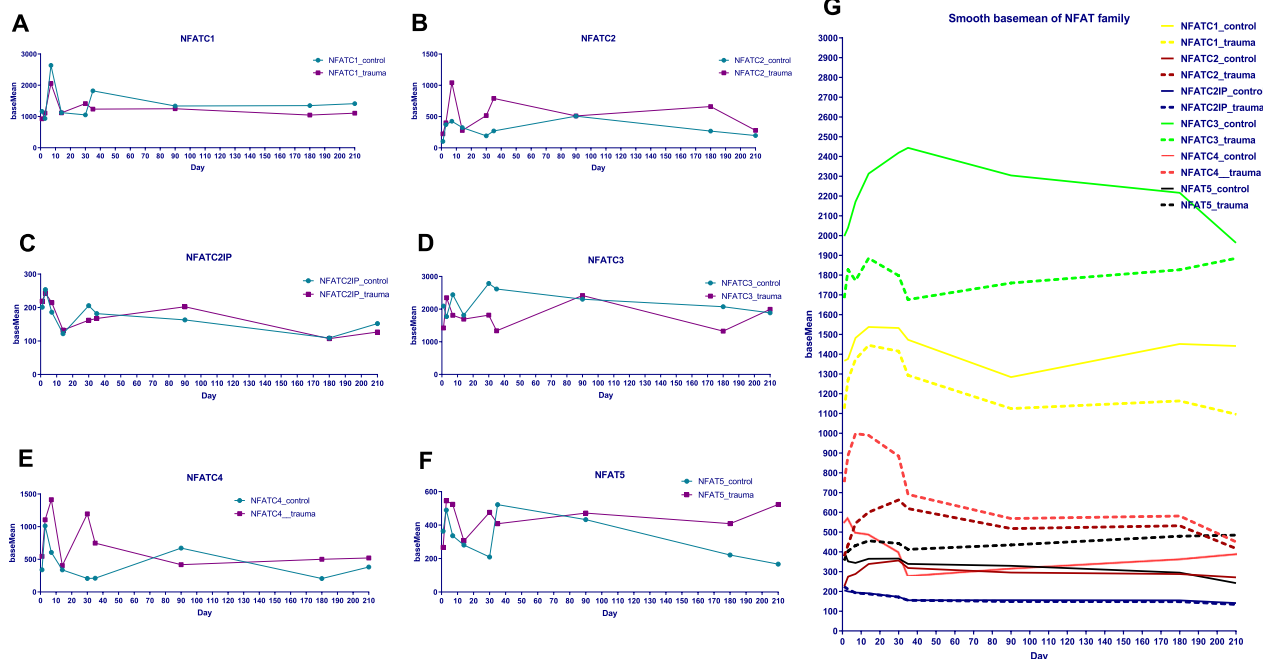 A
NFATC1
NFATC1_control
NFATC1_trauma
baseMean
3000
2000
1000
0
0 10 20 30 40 50 60 70 80 90 100 110 120 130 140 150 160 170 180 190 200 210
Day
B
NFATC2
NFATC2_control
NFATC2_trauma
baseMean
1500
1000
500
0
0 10 20 30 40 50 60 70 80 90 100 110 120 130 140 150 160 170 180 190 200 210
Day
C
NFATC2IP
NFATC2IP_control
NFATC2IP_trauma
baseMean
300
200
100
0
0 10 20 30 40 50 60 70 80 90 100 110 120 130 140 150 160 170 180 190 200 210
Day
D
NFATC3
NFATC3_control
NFATC3_trauma
baseMean
3000
2000
1000
0
0 10 20 30 40 50 60 70 80 90 100 110 120 130 140 150 160 170 180 190 200 210
Day
E
NFATC4
NFATC4_control
NFATC4__trauma
baseMean
1500
1000
500
0
0 10 20 30 40 50 60 70 80 90 100 110 120 130 140 150 160 170 180 190 200 210
Day
F
NFAT5
NFAT5_control
NFAT5_trauma
baseMean
600
400
200
0
0 10 20 30 40 50 60 70 80 90 100 110 120 130 140 150 160 170 180 190 200 210
Day
G
Smooth basemean of NFAT family
NFATC1_control
NFATC1_trauma
NFATC2_control
NFATC2_trauma
NFATC2IP_contro
NFATC2IP_trauma
NFATC3_control
NFATC3_trauma
NFATC4_control
NFATC4__trauma
NFAT5_control
NFAT5_trauma
baseMean
3000
2900
2800
2700
2600
2500
2400
2300
2200
2100
2000
1900
1800
1700
1600
1500
1400
1300
1200
1100
1000
900
800
700
600
500
400
300
200
100
0
0 10 20 30 40 50 60 70 80 90 100 110 120 130 140 150 160 170 180 190 200 210
Day